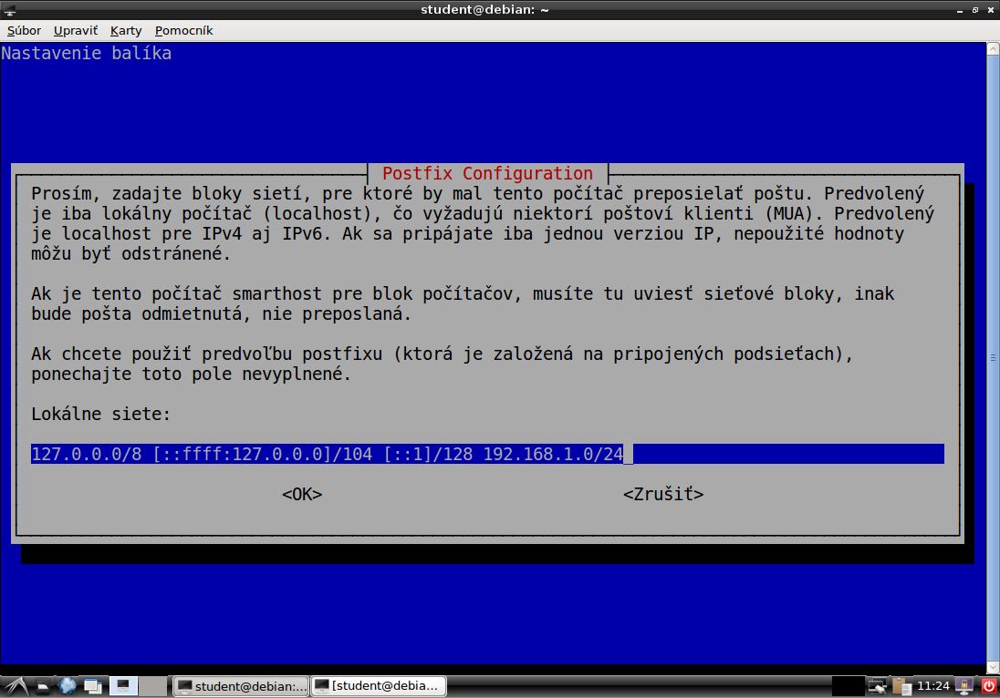 student@debian: ~
Súbor Upraviť Karty Pomocník
Nastavenie balíka
Postfix Configuration
Prosím, zadajte bloky sietí, pre ktoré by mal tento počítač preposielať poštu. Predvolený
je iba lokálny počítač (localhost), čo vyžadujú niektorí poštoví klienti (MUA). Predvolený
je localhost pre IPv4 aj IPv6. Ak sa pripájate iba jednou verziou IP, nepoužité hodnoty
môžu byť odstránené.
Ak je tento počítač smarthost pre blok počítačov, musíte tu uviesť sieťové bloky, inak
bude pošta odmietnutá, nie preposlaná.
Ak chcete použiť predvoľbu postfixu (ktorá je založená na pripojených podsieťach),
ponechajte toto pole nevyplnené.
Lokálne siete:
127.0.0.0/8 [::ffff:127.0.0.0]/104 [::1]/128 192.168.1.0/24
<OK> <Zrušiť>
student@debian:... [student@debia... 11:24